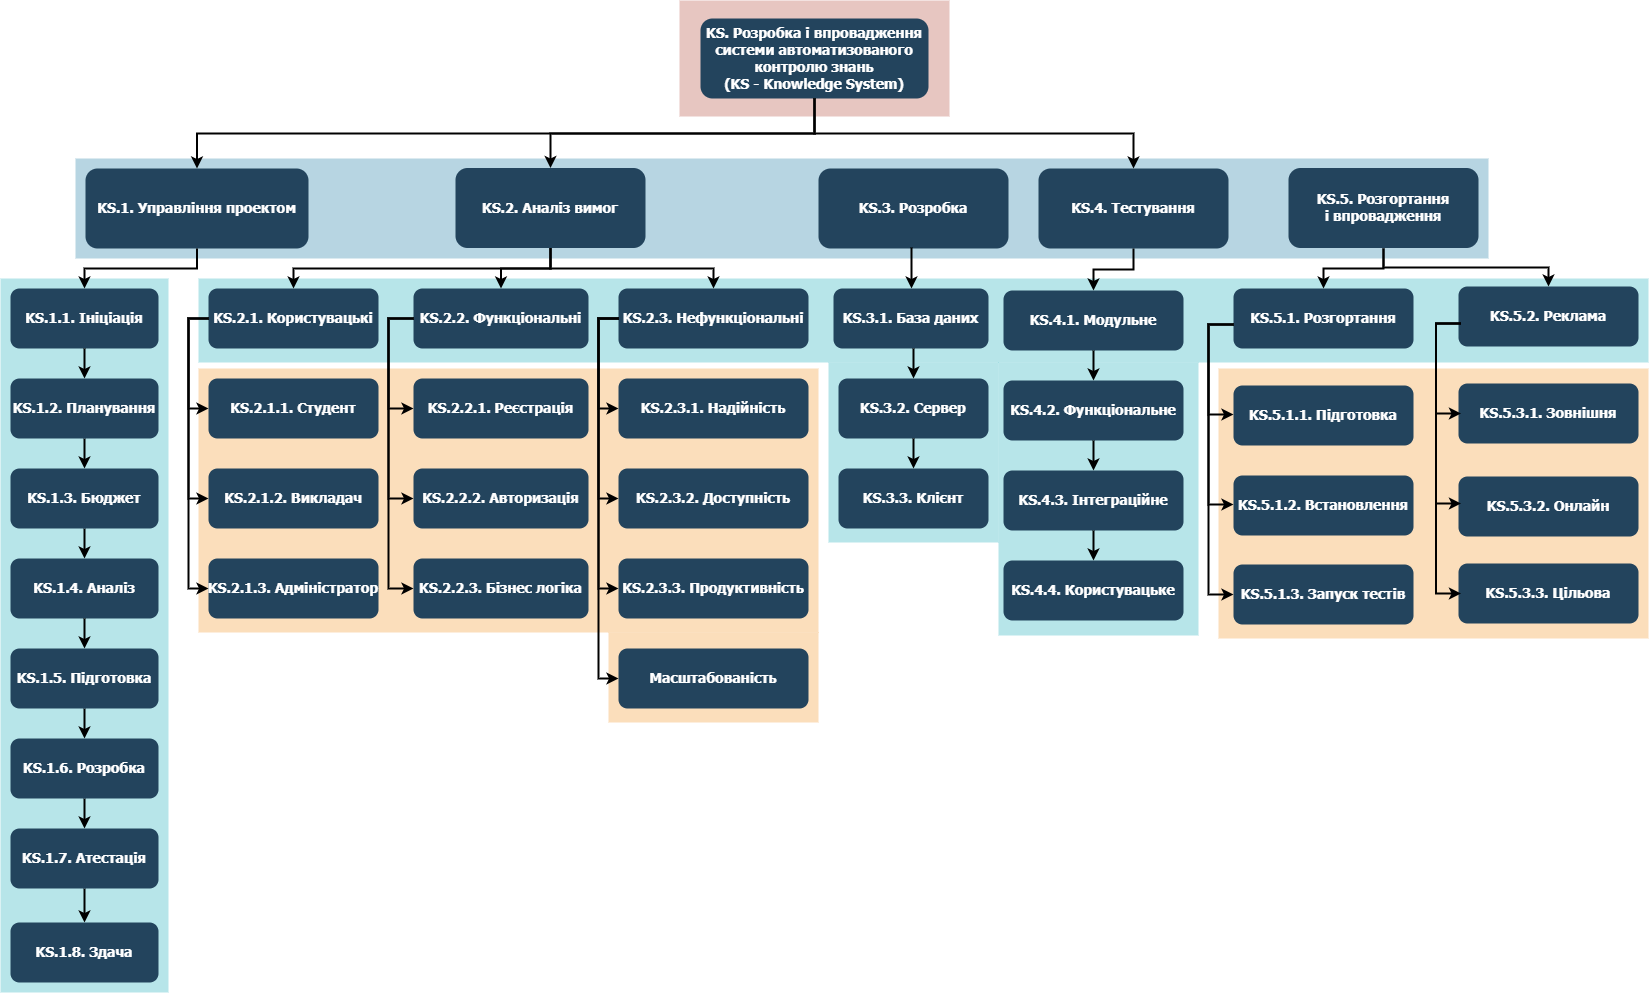 KS. Розробка і впровадження
системи автоматизованого
контролю знань
(KS - Knowledge System)
KS.1. Управління проектом
KS.2. Аналіз вимог
KS.3. Розробка
KS.4. Тестування
KS.5. Розгортання
і впровадження
KS.1.1. Ініціація
KS.2.1. Користувацькі
KS.2.2. Функціональні
KS.2.3. Нефункціональні
KS.3.1. База даних
KS.4.1. Модульне
KS.5.1. Розгортання
KS.5.2. Реклама
KS.1.2. Планування
KS.2.1.1. Студент
KS.2.2.1. Реєстрація
KS.2.3.1. Надійність
KS.3.2. Сервер
KS.4.2. Функціональне
KS.5.1.1. Підготовка
KS.5.3.1. Зовнішня
KS.1.3. Бюджет
KS.2.1.2. Викладач
KS.2.2.2. Авторизація
KS.2.3.2. Доступність
KS.3.3. Клієнт
KS.4.3. Інтеграційне
KS.5.1.2. Встановлення
KS.5.3.2. Онлайн
KS.1.4. Аналіз
KS.2.1.3. Адміністратор
KS.2.2.3. Бізнес логіка
KS.2.3.3. Продуктивність
KS.4.4. Користувацьке
KS.5.1.3. Запуск тестів
KS.5.3.3. Цільова
KS.1.5. Підготовка
Масштабованість
KS.1.6. Розробка
KS.1.7. Атестація
KS.1.8. Здача